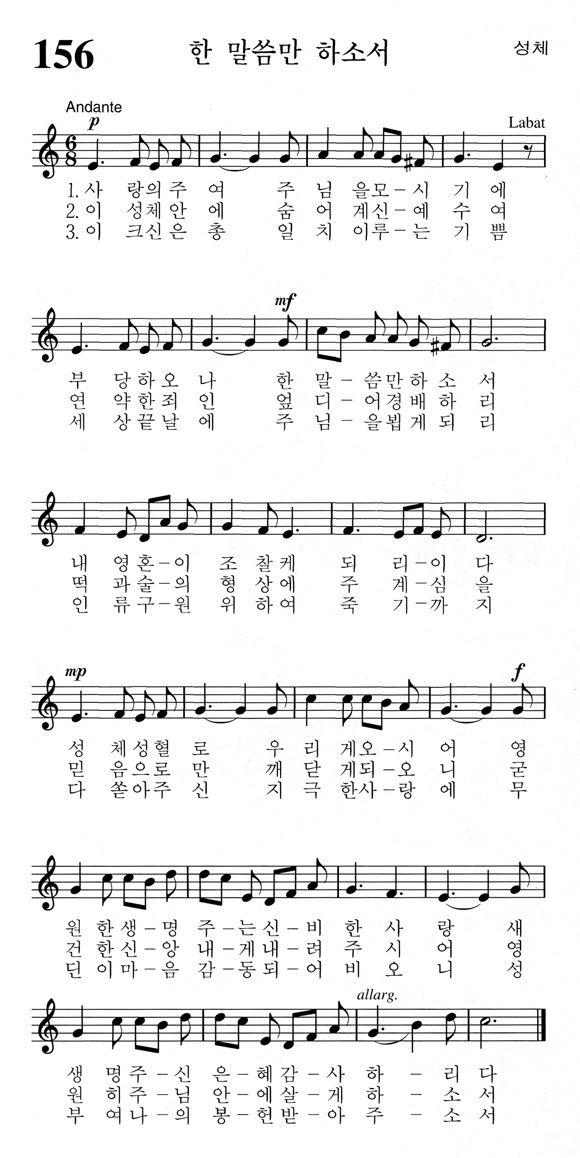 156 한 말씀만 하소서 성체
Andante
p
Labat
6
8
1. 사 랑의 주 여 주 님 을모-시 기 에
2. 이 성체안 에 숨 어 계신-예 수 여
3. 이 크신은 총 일 치 이루-는 기 쁨
mf
부 당하오 나 한 말-씀만하 소 서
연 약한죄 인 엎 디-어경배 하 리
세 상끝날 에 주 님-을뵙게 되 리
내 영혼-이 조 찰 케 되 리-이 다
떡 과술-의 형 상 에 주 계-심 을
인 류구-원 위 하 여 죽 기-까 지
mp f
성 체성혈 로 우 리 게오-시 어 영
믿 음으로 만 깨 닫 게되-오 니 굳
다 쏟아주 신 지 극 한사-랑 에 무
원 한생-명 주-는신-비 한 사 랑 새
건 한신-앙 내-게내-려 주 시 어 영
딘 이마-음 감-동되-어 비 오 니 성
allarg.
생 명주-신 은-혜감-사 하-리 다
원 히주-님 안-에살-게 하-소 서
부 여나-의 봉-헌받-아 주-소 서